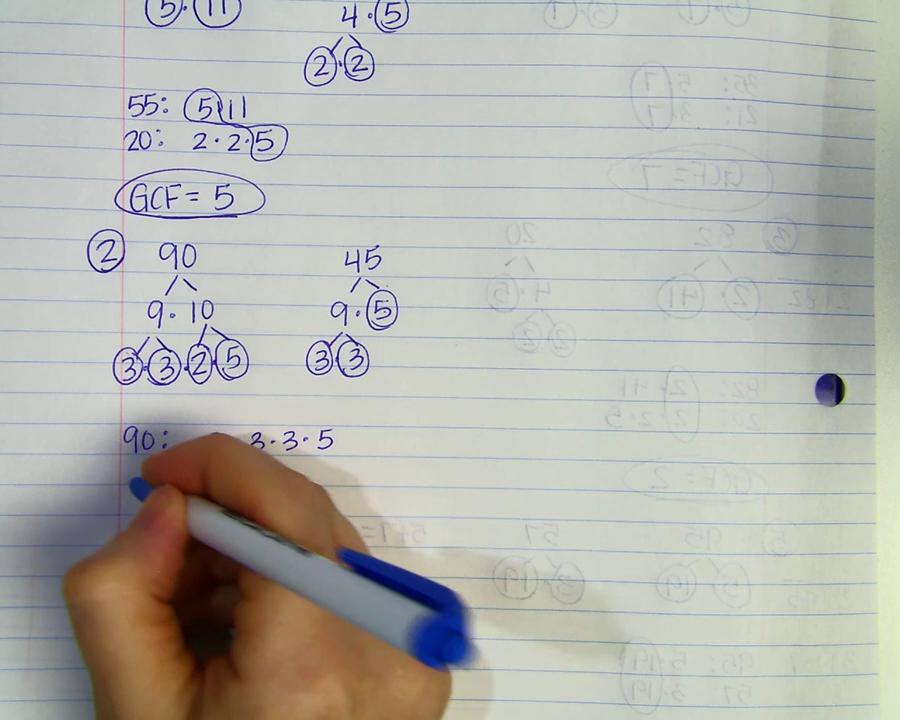 5 · 11 4 · 5
2 · 2
55: 5 11
20: 2 · 2 · 5
GCF = 5
2 90 45
9 · 10 9 · 5
3 · 3 · 2 · 5 3 · 3
90: 3 · 3 · 5